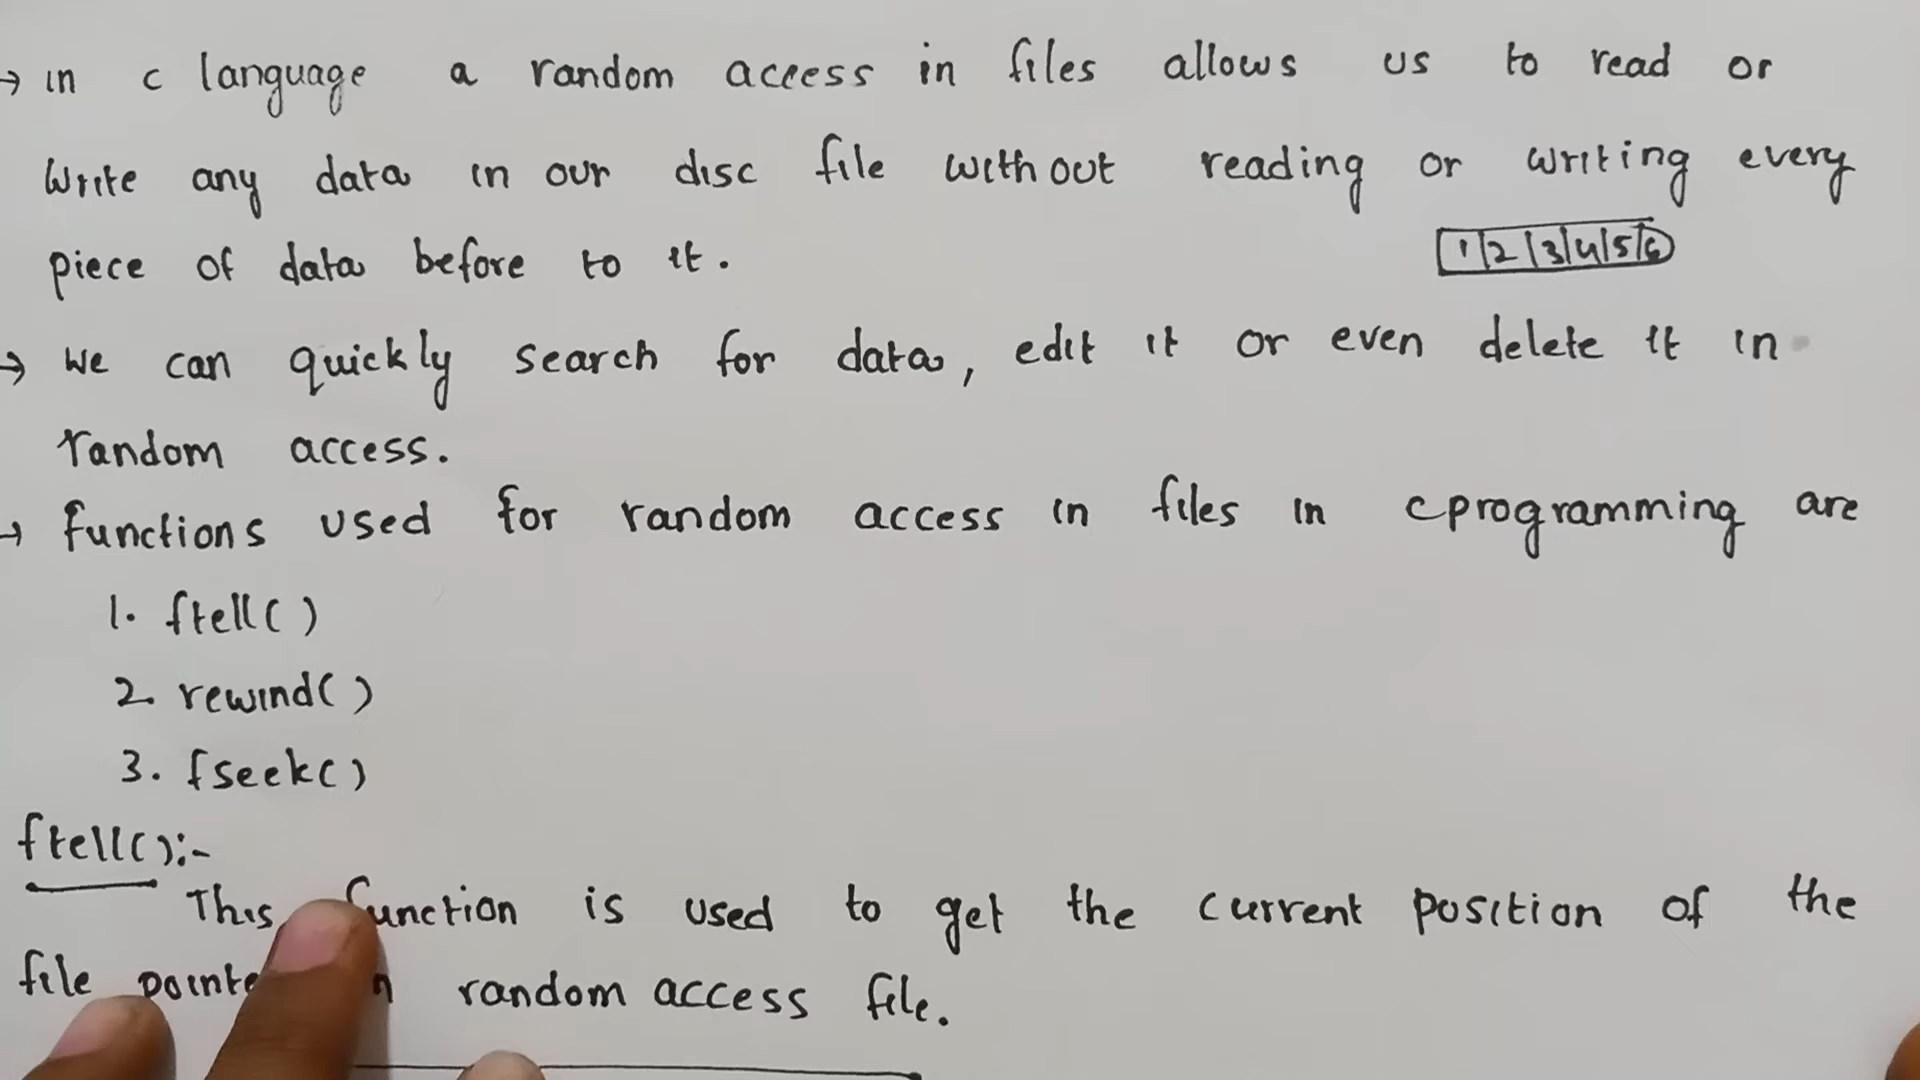 → in c language a random access in files allows us to read or
Write any data in our disc file without reading or writing every
piece of data before to it.
1 2 3 4 5 6
→ We can quickly search for data, edit it or even delete it in
random access.
→ functions used for random access in files in cprogramming are
1. ftell( )
2. rewind( )
3. fseek( )
ftell():-
This function is used to get the current position of the
file random access file.